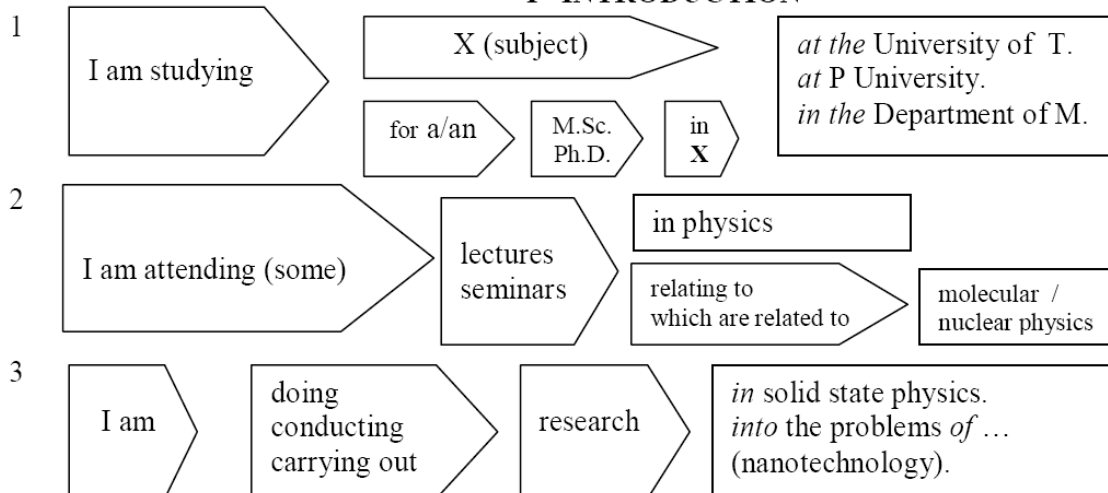 1 INTRODUCTION
1
I am studying
X (subject)
for a/an
M.Sc.
Ph.D.
in
X
at the University of T.
at P University.
in the Department of M.
2
I am attending (some)
lectures
seminars
in physics
relating to
which are related to
molecular /
nuclear physics
3
I am
doing
conducting
carrying out
research
in solid state physics.
into the problems of …
(nanotechnology).